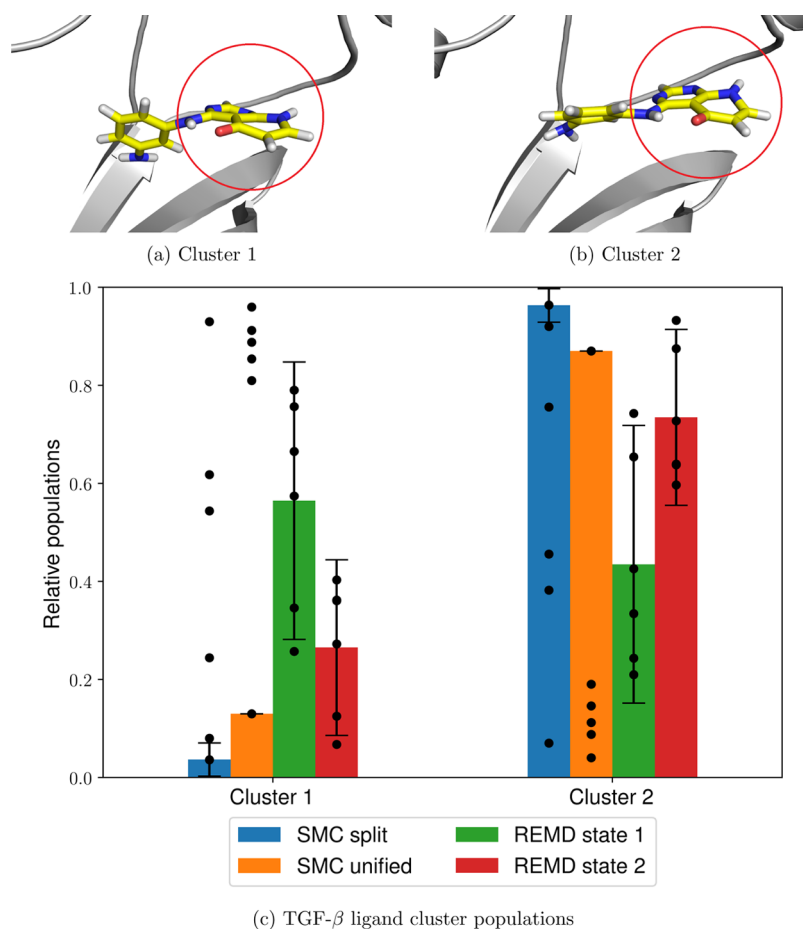 (a) Cluster 1
(b) Cluster 2
1.0
0.8
0.6
0.4
0.2
0.0
Relative populations
Cluster 1
Cluster 2
SMC split
SMC unified
REMD state 1
REMD state 2
(c) TGF-β ligand cluster populations